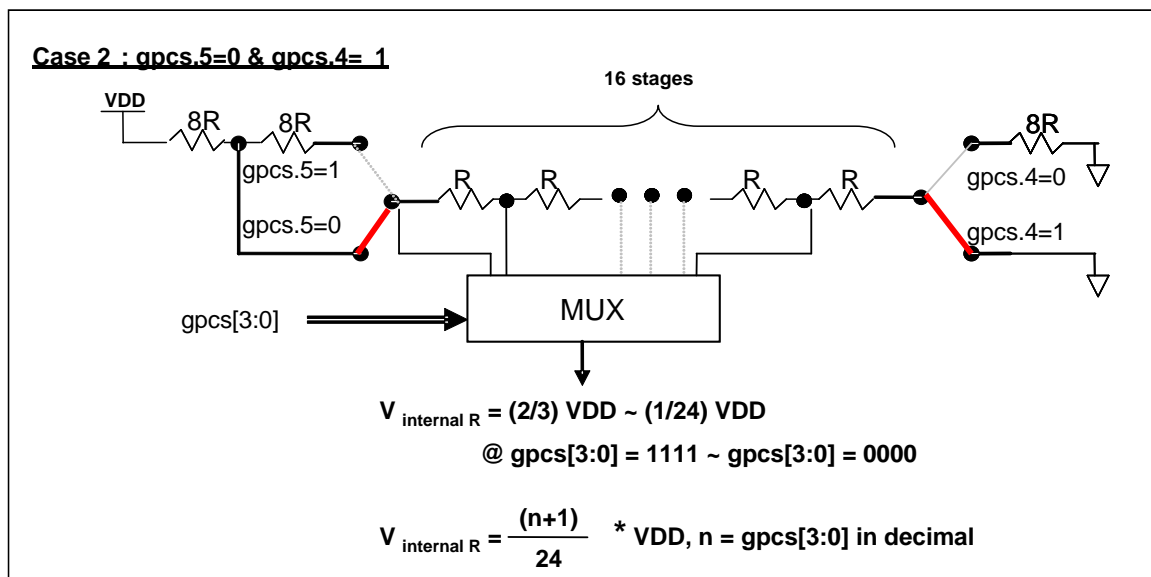 Case 2 : gpcs.5=0 & gpcs.4= 1
16 stages
VDD
8R 8R 8R
gpcs.5=1 R R R R gpcs.4=0
gpcs.5=0 gpcs.4=1
gpcs[3:0] MUX
V internal R = (2/3) VDD ~ (1/24) VDD
@ gpcs[3:0] = 1111 ~ gpcs[3:0] = 0000
V internal R = (n+1) / 24 * VDD, n = gpcs[3:0] in decimal